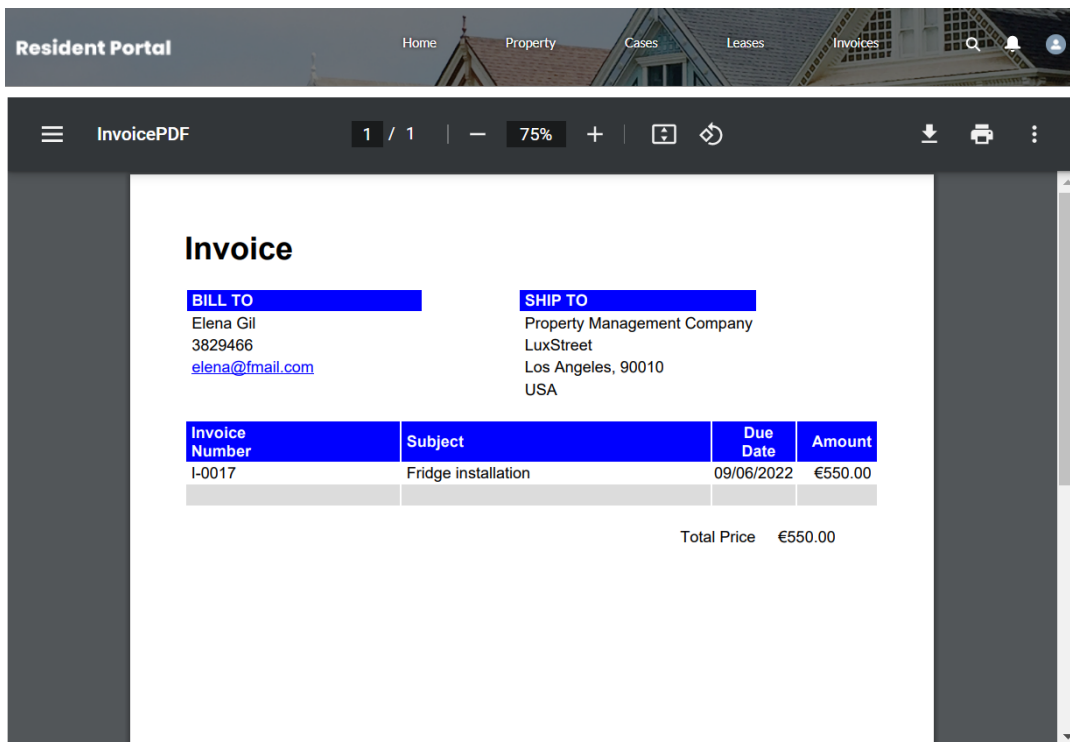 Resident Portal Home Property Cases Leases Invoices
InvoicePDF 1 / 1 75%
Invoice
BILL TO SHIP TO
Elena Gil Property Management Company
3829466 LuxStreet
elena@fmail.com Los Angeles, 90010
USA
Invoice Number Subject Due Date Amount
I-0017 Fridge installation 09/06/2022 €550.00
Total Price €550.00